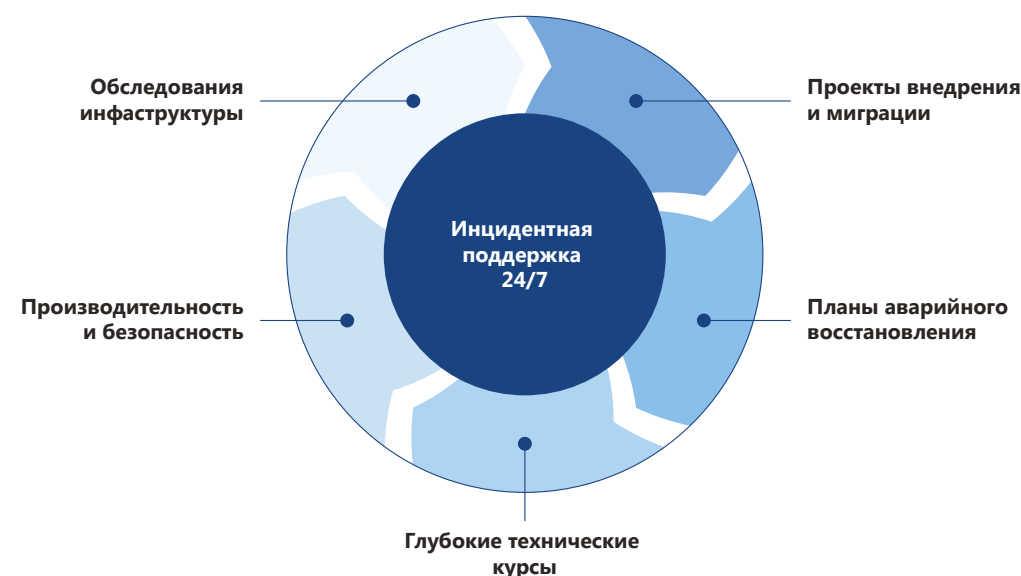 Обследования
инфаструктуры
Проекты внедрения
и миграции
Инцидентная
поддержка
24/7
Производительность
и безопасность
Планы аварийного
восстановления
Глубокие технические
курсы